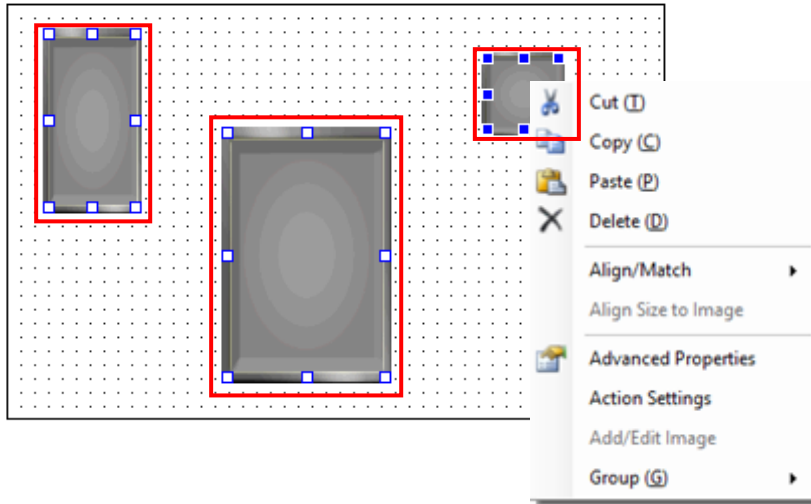 Cut (T)
Copy (C)
Paste (P)
Delete (D)
Align/Match
Align Size to Image
Advanced Properties
Action Settings
Add/Edit Image
Group (G)